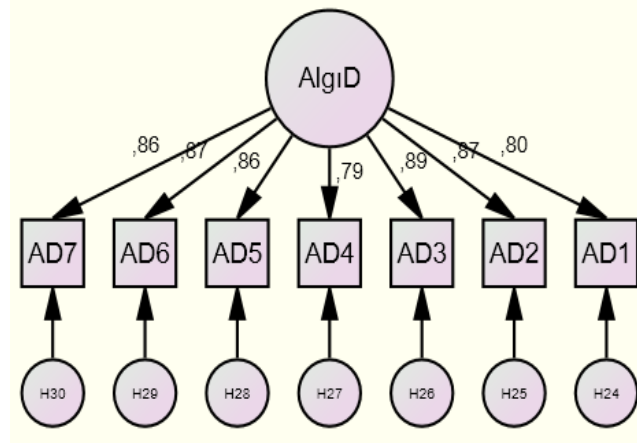 AlgıD
,86 ,87 ,86 ,79 ,89 ,87 ,80
AD7 AD6 AD5 AD4 AD3 AD2 AD1
H30 H29 H28 H27 H26 H25 H24